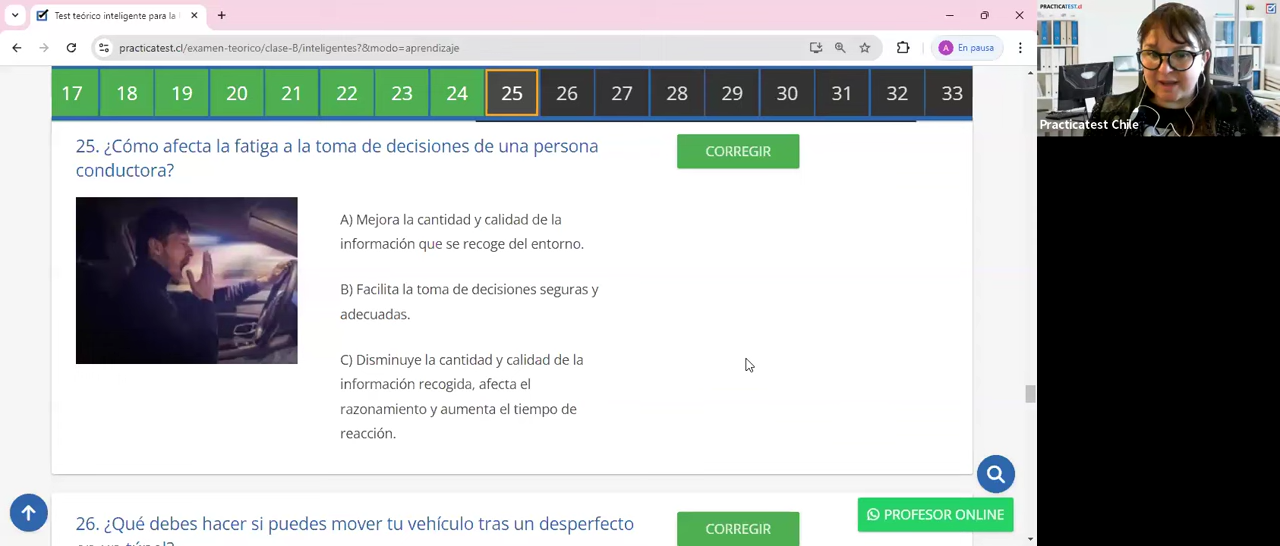 Test teórico inteligente para la
practicatest.cl/examen-teorico/clase-B/inteligentes?&modo=aprendizaje
A
En pausa
PRACTICATEST.cl
Practicatest Chile
17 18 19 20 21 22 23 24 25 26 27 28 29 30 31 32 33
25. ¿Cómo afecta la fatiga a la toma de decisiones de una persona
conductora?
CORREGIR
A) Mejora la cantidad y calidad de la
información que se recoge del entorno.
B) Facilita la toma de decisiones seguras y
adecuadas.
C) Disminuye la cantidad y calidad de la
información recogida, afecta el
razonamiento y aumenta el tiempo de
reacción.
PROFESOR ONLINE
26. ¿Qué debes hacer si puedes mover tu vehículo tras un desperfecto
en un túnel?
CORREGIR